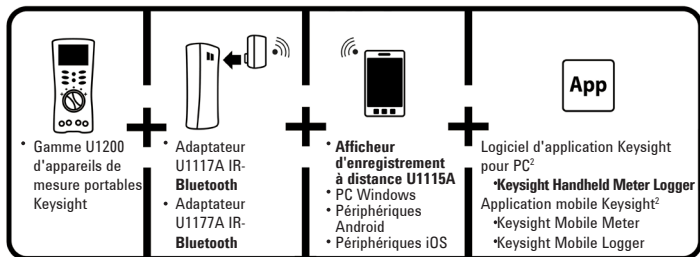 App
• Gamme U1200
d'appareils de
mesure portables
Keysight
• Adaptateur
U1117A IR-
Bluetooth
• Adaptateur
U1177A IR-
Bluetooth
• Afficheur
d'enregistrement
à distance U1115A
• PC Windows
• Périphériques
Android
• Périphériques iOS
Logiciel d'application Keysight
pour PC²
•Keysight Handheld Meter Logger
Application mobile Keysight²
•Keysight Mobile Meter
•Keysight Mobile Logger